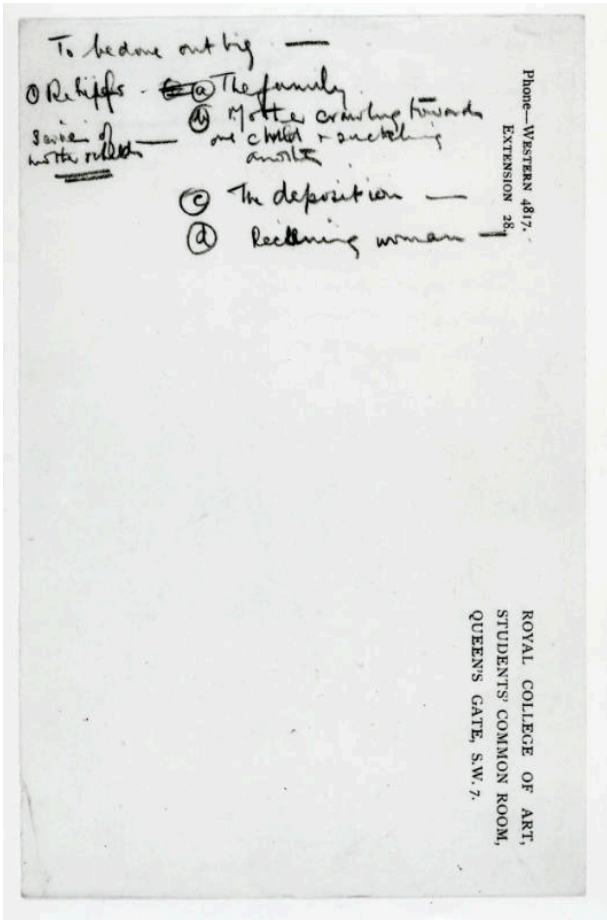 To be done out big —
① Reliefs - ⓐ The family
ⓑ Mother crawling towards
one child + suckling
another
Series of —
mother & child
ⓒ The deposition —
ⓓ Reclining woman —
Phone—WESTERN 4817.
EXTENSION 28.
ROYAL COLLEGE OF ART,
STUDENTS' COMMON ROOM,
QUEEN'S GATE, S.W. 7.